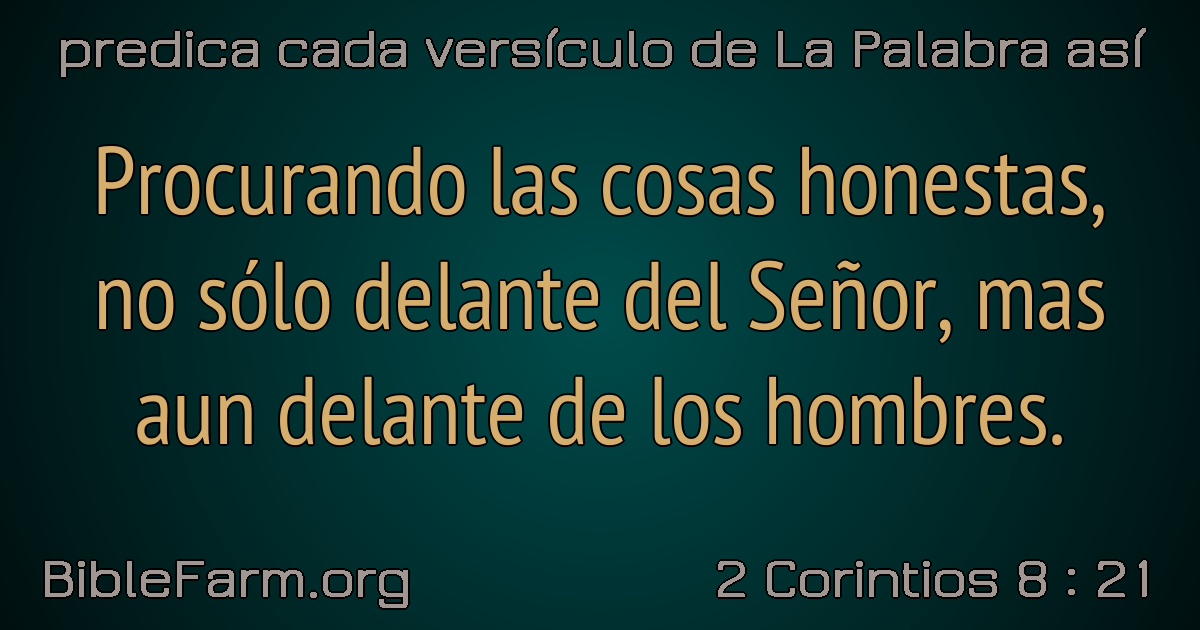 predica cada versículo de La Palabra así
Procurando las cosas honestas,
no sólo delante del Señor, mas
aun delante de los hombres.
BibleFarm.org
2 Corintios 8 : 21